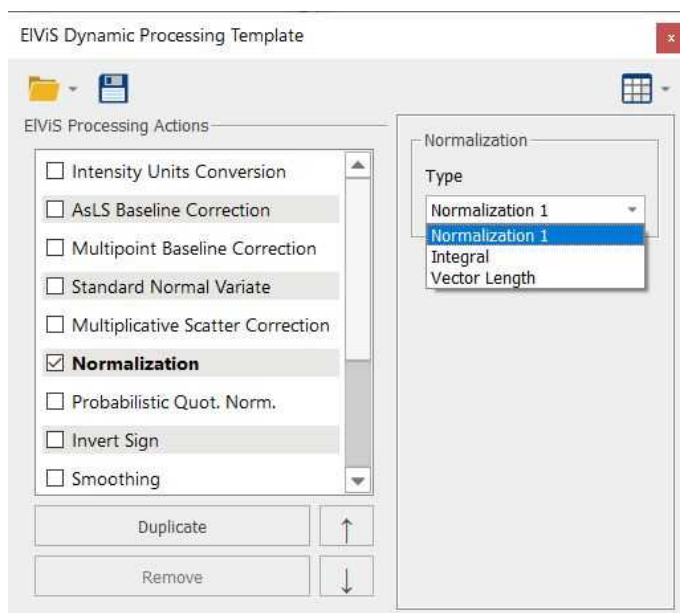 ElViS Dynamic Processing Template
x
ElViS Processing Actions
Intensity Units Conversion
AsLS Baseline Correction
Multipoint Baseline Correction
Standard Normal Variate
Multiplicative Scatter Correction
Normalization
Probabilistic Quot. Norm.
Invert Sign
Smoothing
Duplicate
↑
Remove
↓
Normalization
Type
Normalization 1
Normalization 1
Integral
Vector Length